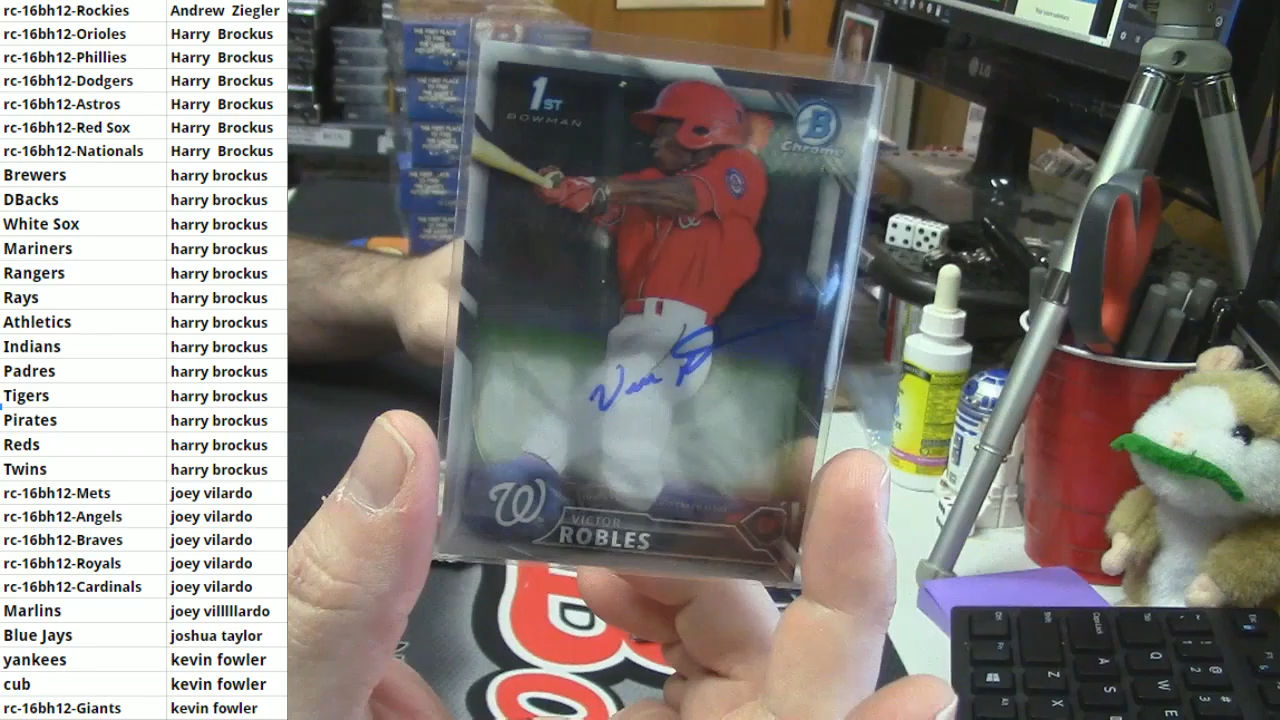 rc-16bh12-Rockies Andrew Ziegler
rc-16bh12-Orioles Harry Brockus
rc-16bh12-Phillies Harry Brockus
rc-16bh12-Dodgers Harry Brockus
rc-16bh12-Astros Harry Brockus
rc-16bh12-Red Sox Harry Brockus
rc-16bh12-Nationals Harry Brockus
Brewers harry brockus
DBacks harry brockus
White Sox harry brockus
Mariners harry brockus
Rangers harry brockus
Rays harry brockus
Athletics harry brockus
Indians harry brockus
Padres harry brockus
Tigers harry brockus
Pirates harry brockus
Reds harry brockus
Twins harry brockus
rc-16bh12-Mets joey vilardo
rc-16bh12-Angels joey vilardo
rc-16bh12-Braves joey vilardo
rc-16bh12-Royals joey vilardo
rc-16bh12-Cardinals joey vilardo
Marlins joey villlllardo
Blue Jays joshua taylor
yankees kevin fowler
cub kevin fowler
rc-16bh12-Giants kevin fowler
1ST
BOWMAN
B
Chrome
W
VICTOR
ROBLES
LG